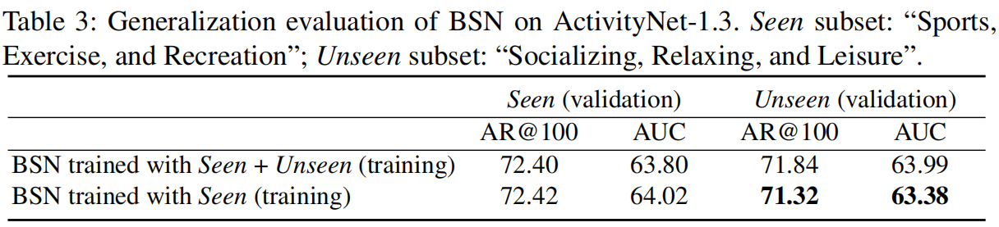 Table 3: Generalization evaluation of BSN on ActivityNet-1.3. Seen subset: “Sports,
Exercise, and Recreation”; Unseen subset: “Socializing, Relaxing, and Leisure”.
Seen (validation) Unseen (validation)
AR@100 AUC AR@100 AUC
BSN trained with Seen + Unseen (training) 72.40 63.80 71.84 63.99
BSN trained with Seen (training) 72.42 64.02 71.32 63.38